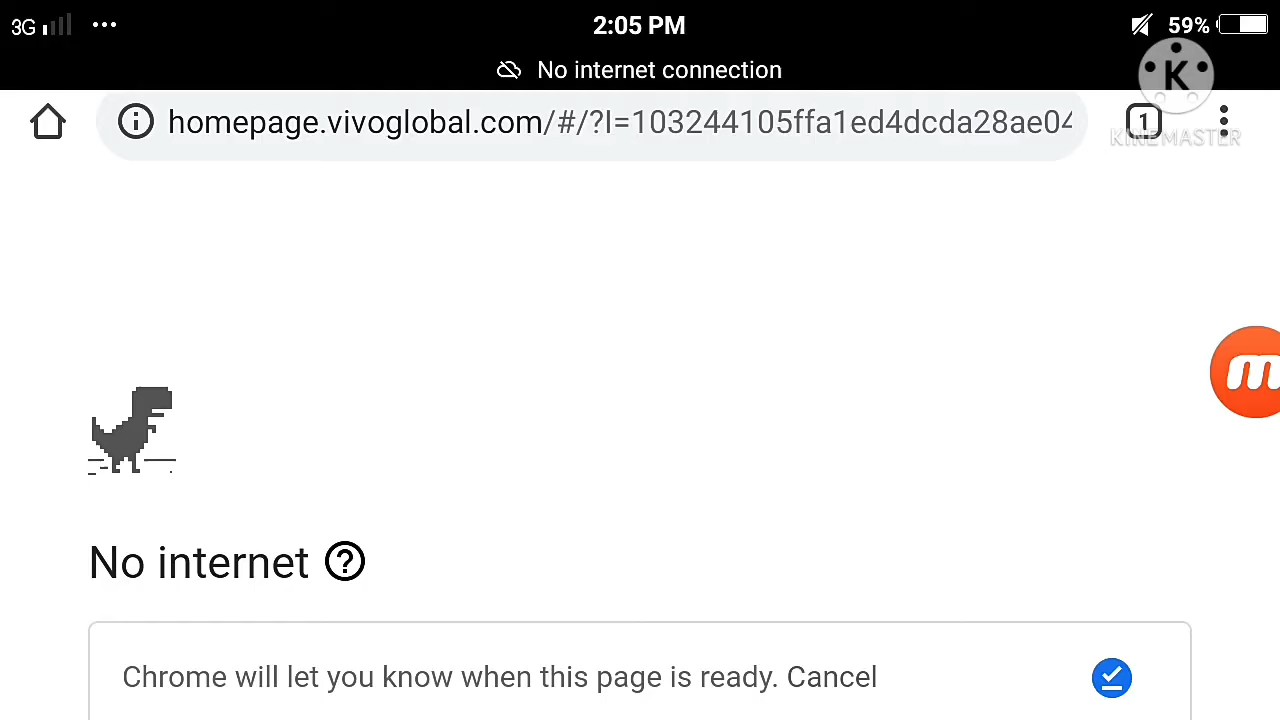 3G ... 2:05 PM 59%
No internet connection
K
homepage.vivoglobal.com/#/?I=103244105ffa1ed4dcda28ae04
1
KINEMASTER
m
No internet ?
Chrome will let you know when this page is ready. Cancel